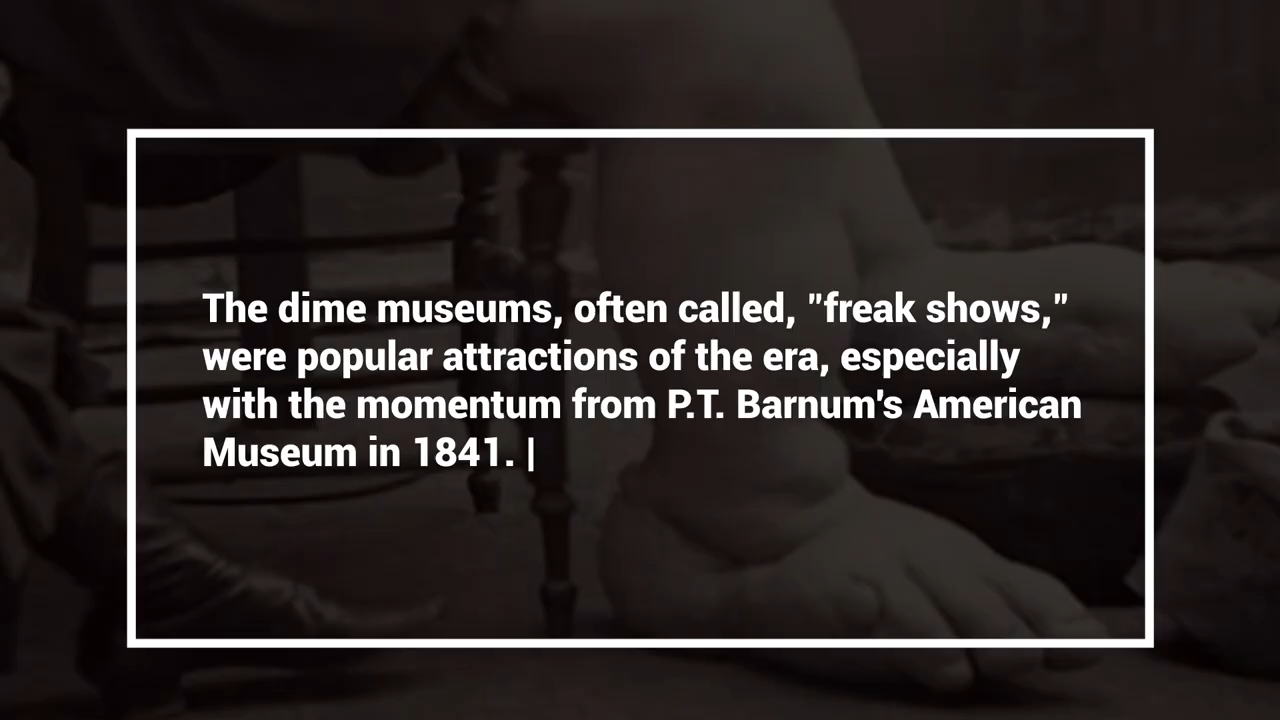 The dime museums, often called, "freak shows,"
were popular attractions of the era, especially
with the momentum from P.T. Barnum's American
Museum in 1841. |